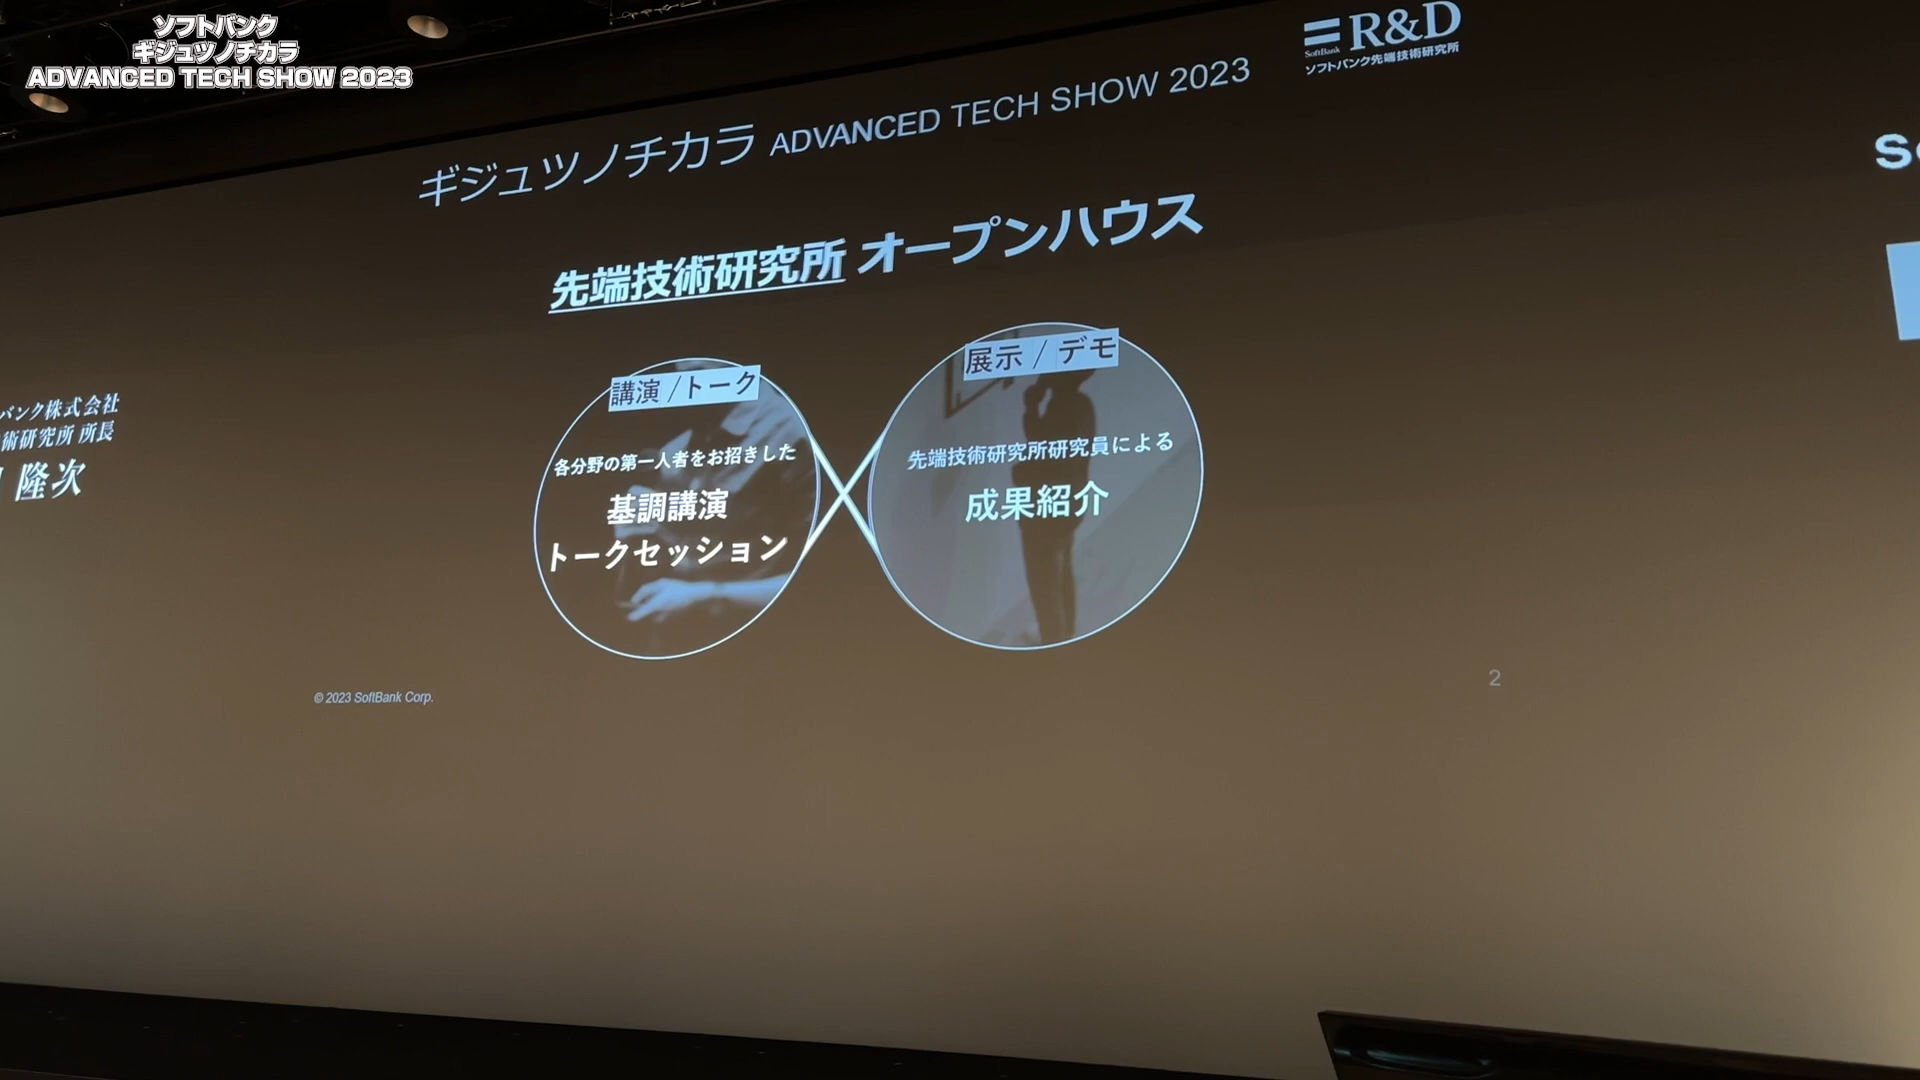 ソフトバンク
ギジュツノチカラ
ADVANCED TECH SHOW 2023
SoftBank R&D
ソフトバンク先端技術研究所
ギジュツノチカラ ADVANCED TECH SHOW 2023
先端技術研究所 オープンハウス
講演 /トーク
各分野の第一人者をお招きした
基調講演
トークセッション
展示 / デモ
先端技術研究所研究員による
成果紹介
バンク株式会社
術研究所 所長
隆次
© 2023 SoftBank Corp.
2